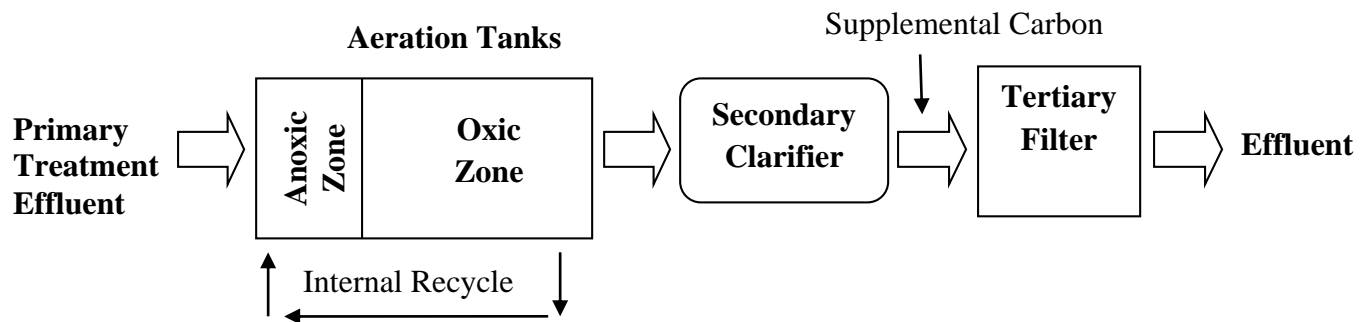 Supplemental Carbon
Aeration Tanks
Primary
Treatment
Effluent
Anoxic
Zone
Oxic
Zone
Secondary
Clarifier
Tertiary
Filter
Effluent
Internal Recycle